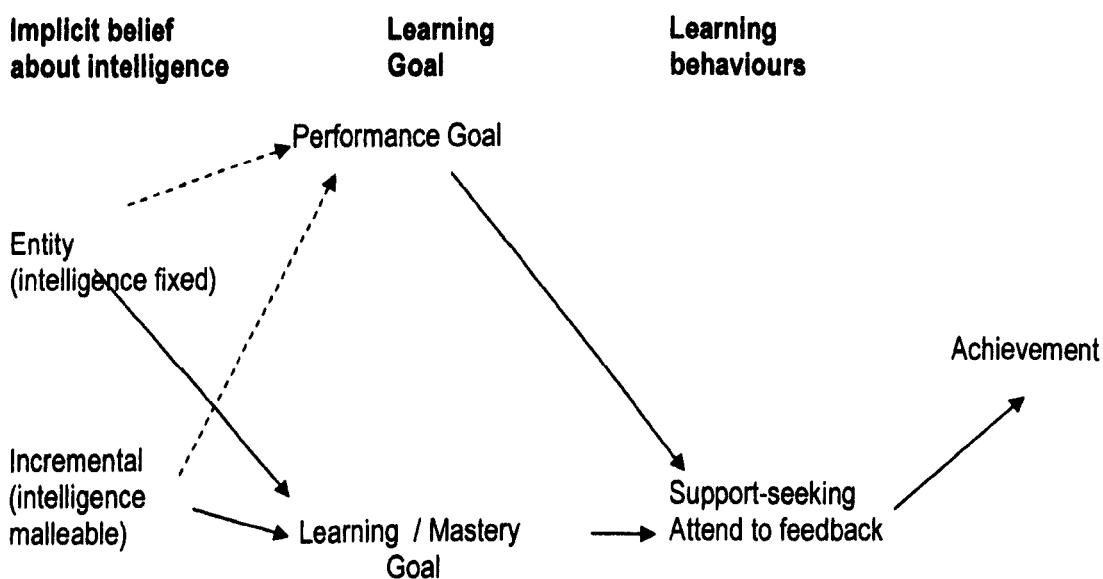 Implicit belief
about intelligence
Learning
Goal
Learning
behaviours
Performance Goal
Entity
(intelligence fixed)
Achievement
Incremental
(intelligence
malleable)
Learning / Mastery
Goal
Support-seeking
Attend to feedback